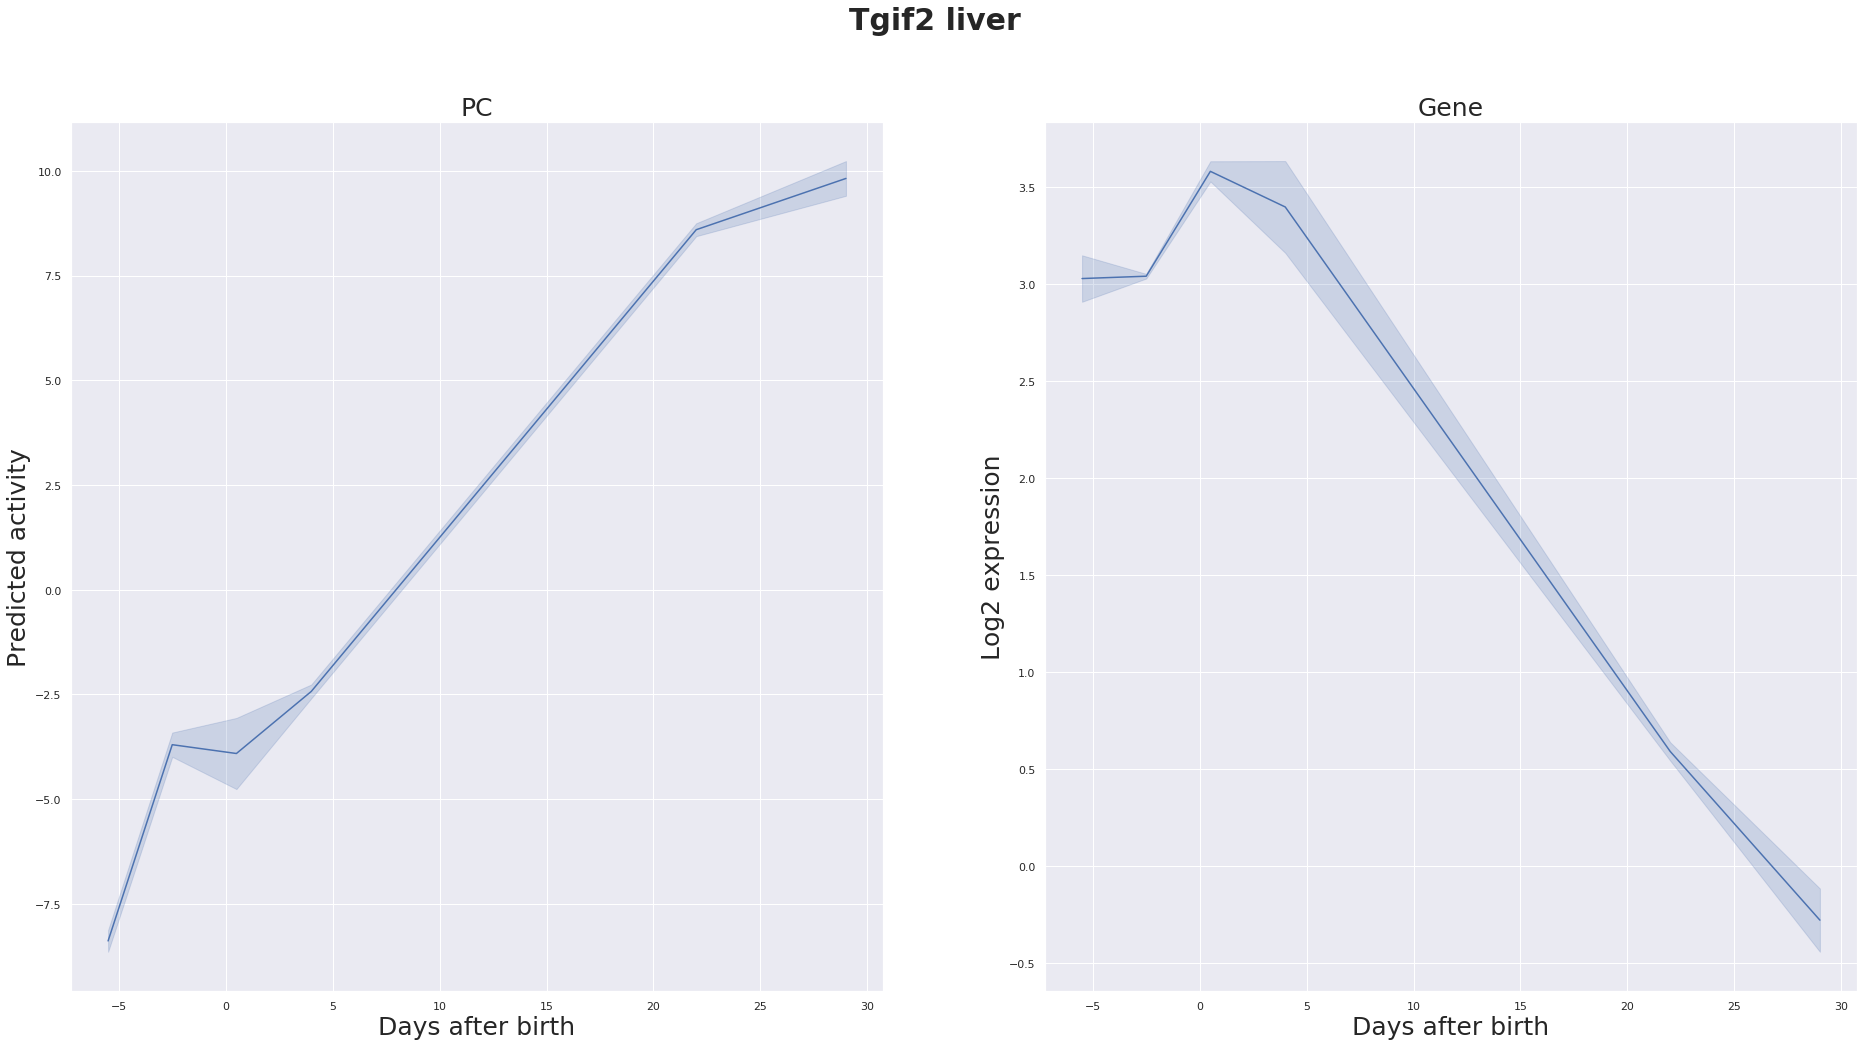 Tgif2 liver
PC
Predicted activity
10.0
7.5
5.0
2.5
0.0
−2.5
−5.0
−7.5
−5 0 5 10 15 20 25 30
Days after birth
Gene
Log2 expression
3.5
3.0
2.5
2.0
1.5
1.0
0.5
0.0
−0.5
−5 0 5 10 15 20 25 30
Days after birth